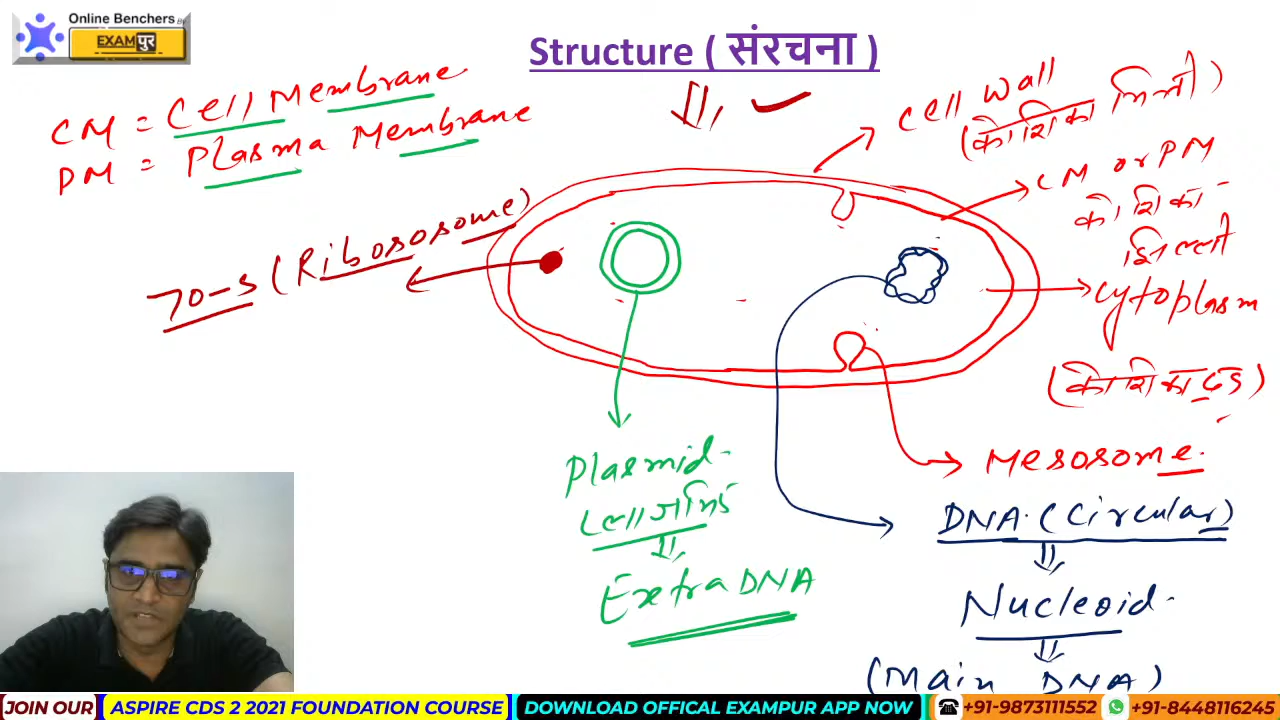 Online Benchers By
EXAMपुर
Structure ( संरचना )
CM = Cell Membrane
PM = Plasma Membrane
Cell Wall
(कोशिका भित्ती)
CM or PM
कोशिका
झिल्ली
Cytoplasm
(कोशिका द्रव्य)
70-S (Ribososome)
Mesosome.
Plasmid
Extra DNA
DNA. (Circular)
Nucleoid
(Main DNA)
JOIN OUR ASPIRE CDS 2 2021 FOUNDATION COURSE DOWNLOAD OFFICAL EXAMPUR APP NOW +91-9873111552 +91-8448116245